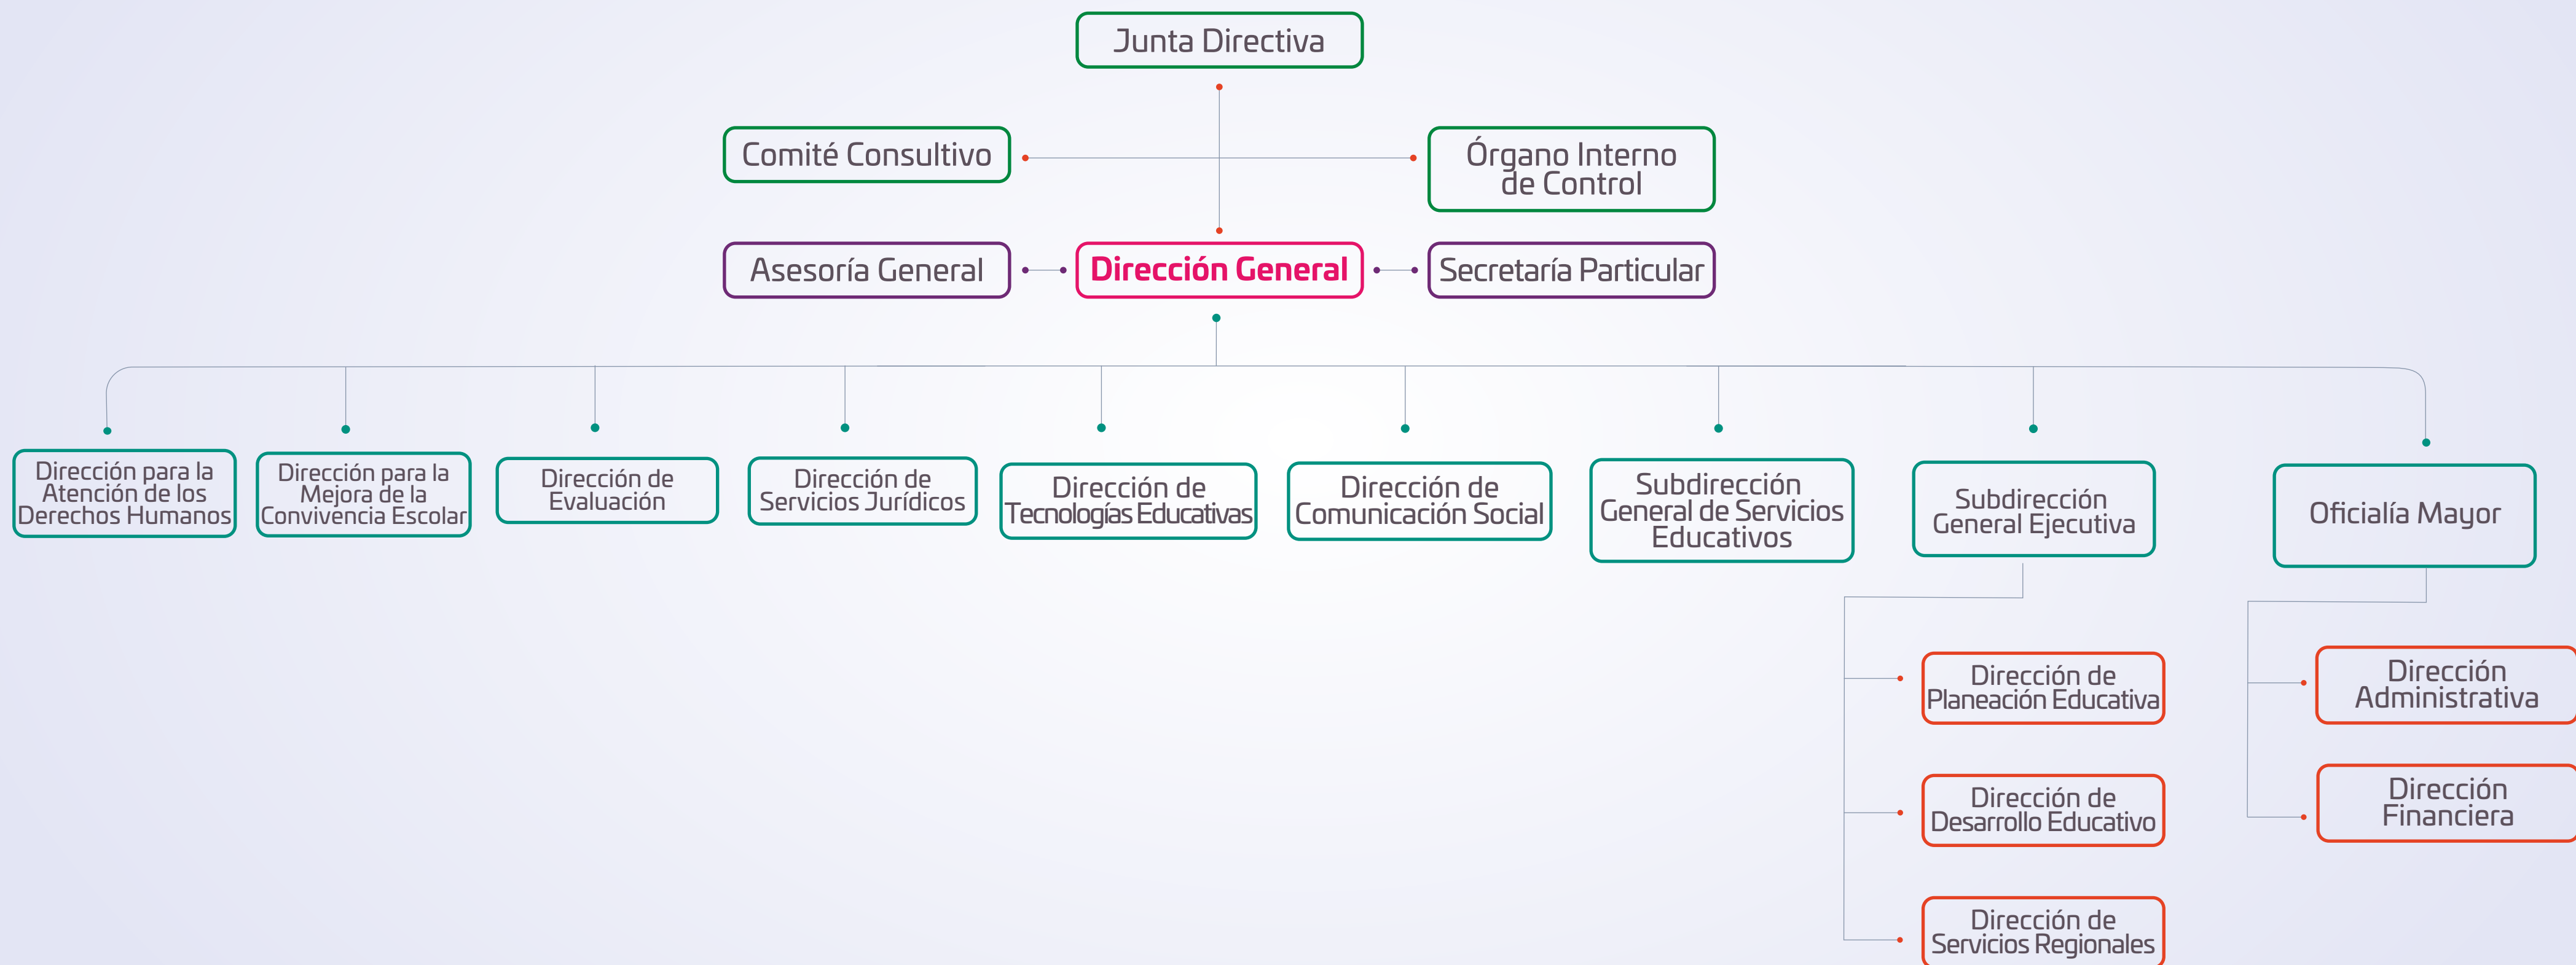 Junta Directiva
Comité Consultivo
Órgano Interno
de Control
Asesoría General
Dirección General
Secretaría Particular
Dirección para la
Atención de los
Derechos Humanos
Dirección para la
Mejora de la
Convivencia Escolar
Dirección de
Evaluación
Dirección de
Servicios Jurídicos
Dirección de
Tecnologías Educativas
Dirección de
Comunicación Social
Subdirección
General de Servicios
Educativos
Subdirección
General Ejecutiva
Oficialía Mayor
Dirección de
Planeación Educativa
Dirección de
Desarrollo Educativo
Dirección de
Servicios Regionales
Dirección
Administrativa
Dirección
Financiera